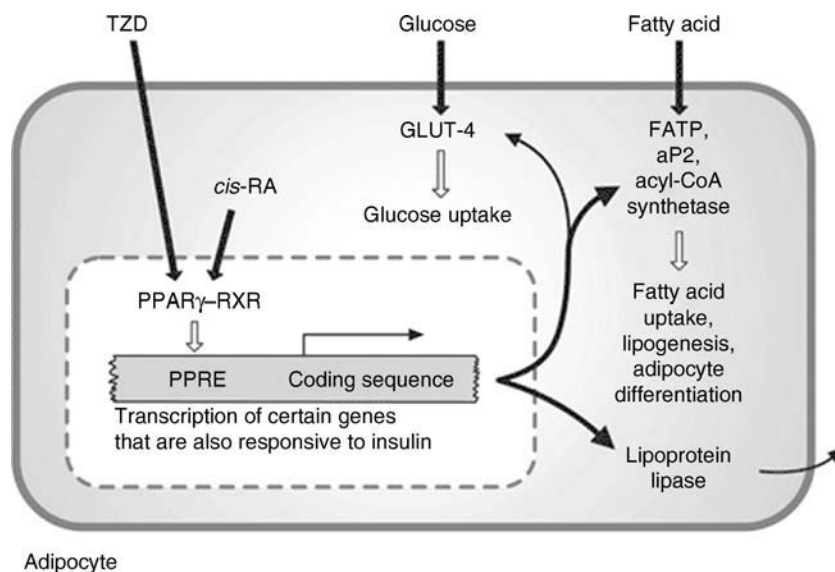 TZD
Glucose
Fatty acid
GLUT-4
FATP,
aP2,
acyl-CoA
synthetase
cis-RA
Glucose uptake
PPARγ–RXR
Fatty acid
uptake,
lipogenesis,
adipocyte
differentiation
PPRE
Coding sequence
Transcription of certain genes
that are also responsive to insulin
Lipoprotein
lipase
Adipocyte